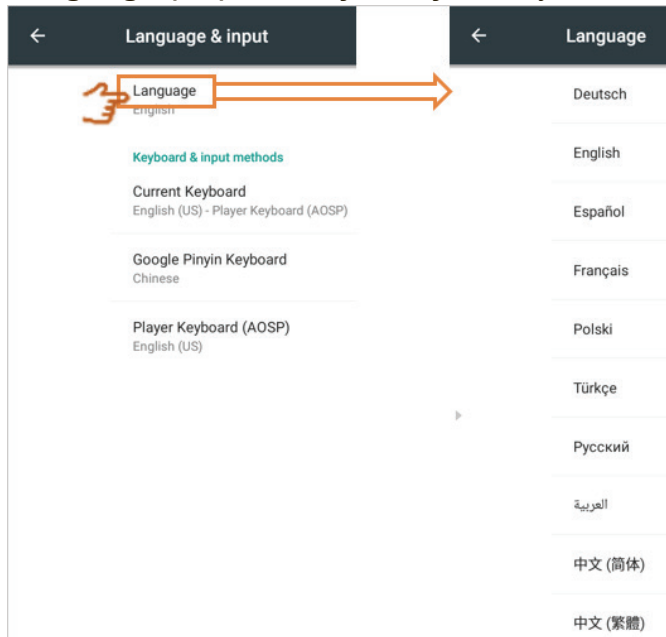 Language & input
Language
English
Keyboard & input methods
Current Keyboard
English (US) - Player Keyboard (AOSP)
Google Pinyin Keyboard
Chinese
Player Keyboard (AOSP)
English (US)
Language
Deutsch
English
Español
Français
Polski
Türkçe
Русский
العربية
中文 (简体)
中文 (繁體)